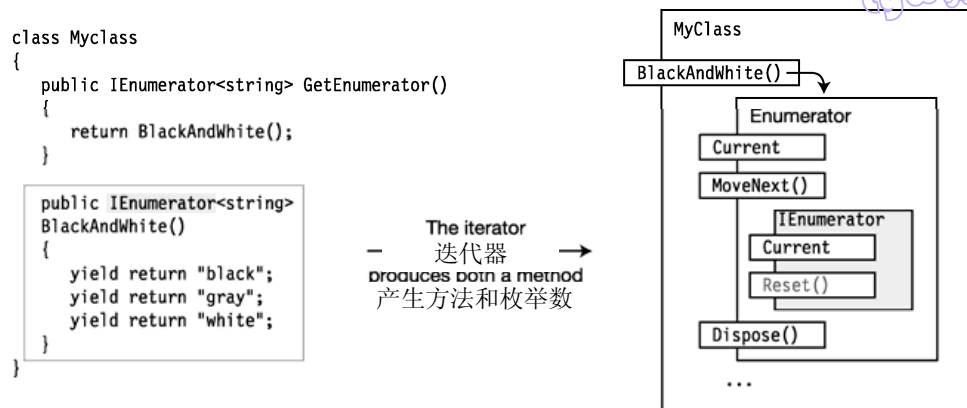 class Myclass
{
public IEnumerator<string> GetEnumerator()
{
return BlackAndWhite();
}
public IEnumerator<string>
BlackAndWhite()
{
yield return "black";
yield return "gray";
yield return "white";
}
}
The iterator
迭代器
produces both a method
产生方法和枚举数
MyClass
BlackAndWhite()
Enumerator
Current
MoveNext()
IEnumerator
Current
Reset()
Dispose()
...